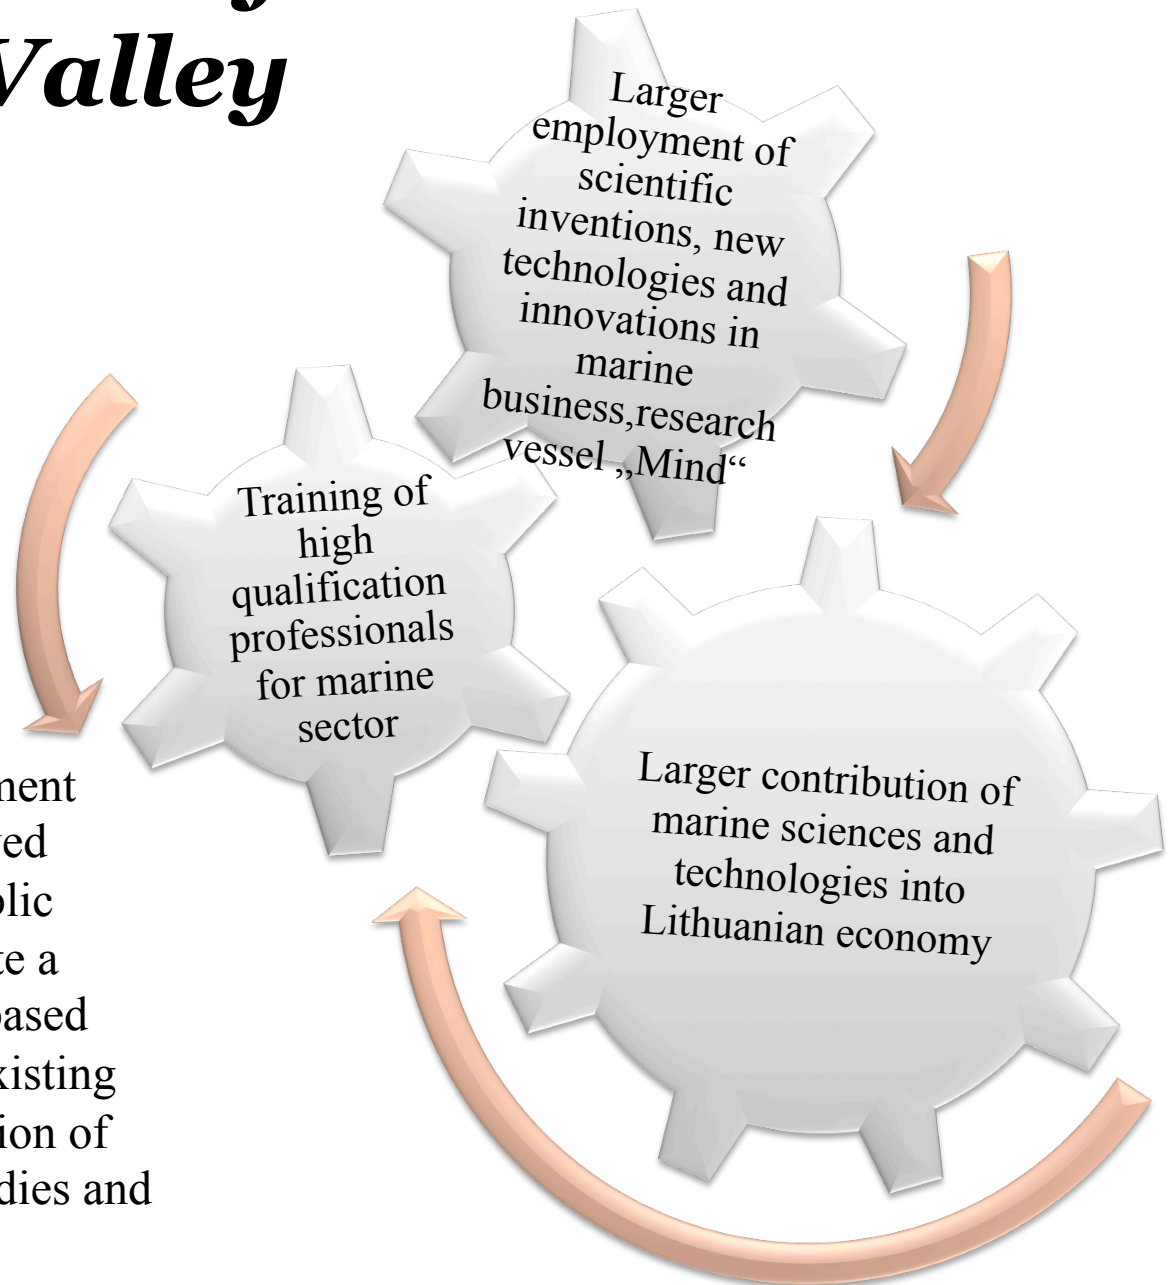 Valley
Larger
employment of
scientific
inventions, new
technologies and
innovations in
marine
business,research
vessel „Mind“
Training of
high
qualification
professionals
for marine
sector
Larger contribution of
marine sciences and
technologies into
Lithuanian economy
ment
ed
lic
te a
based
xisting
ion of
dies and